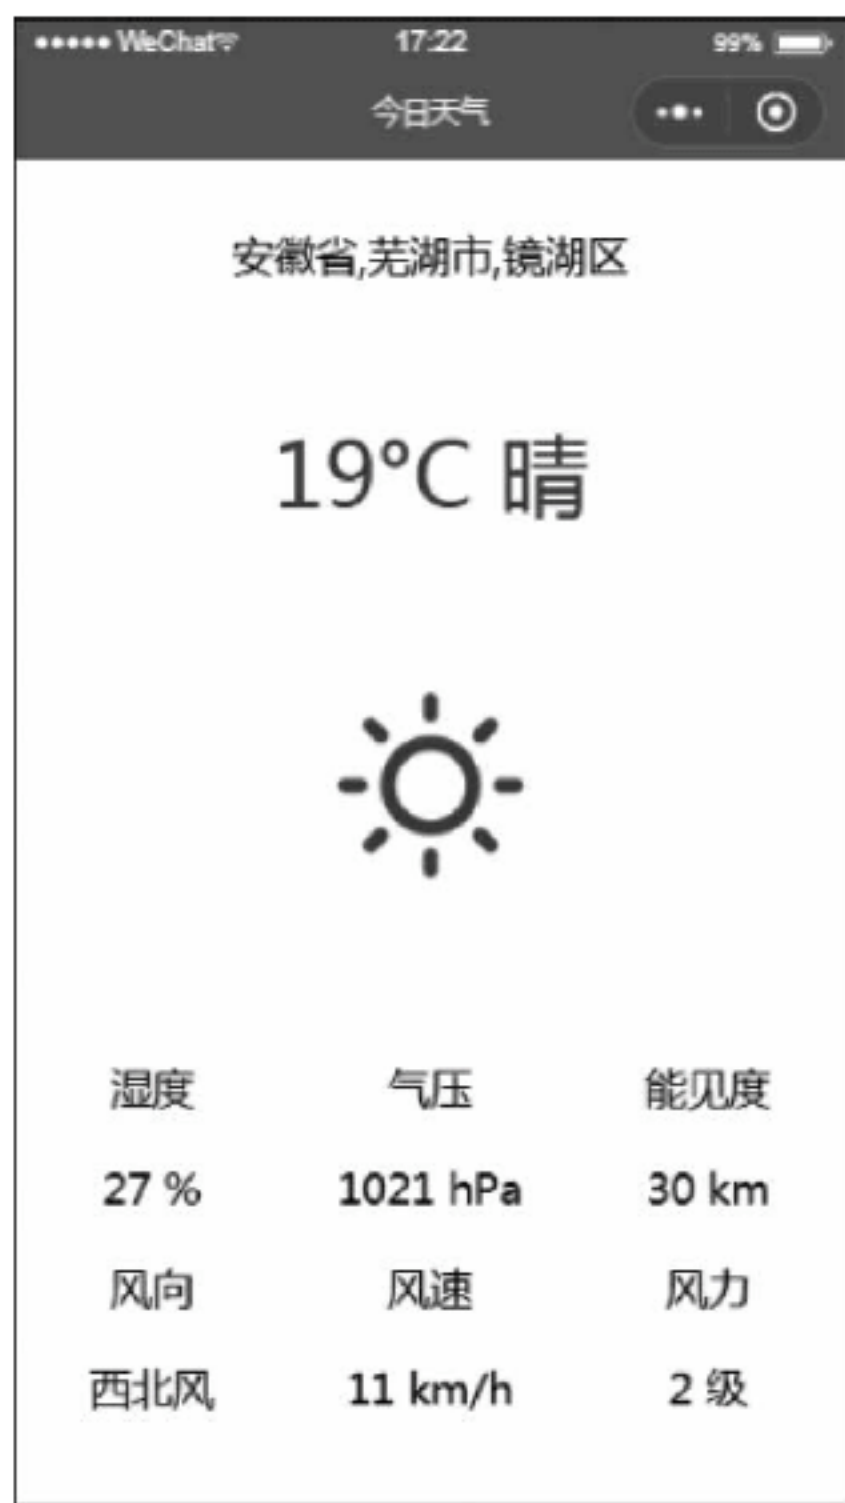 ●●●●● WeChat 17:22 99%
今日天气
安徽省,芜湖市,镜湖区
19°C 晴
湿度 气压 能见度
27 % 1021 hPa 30 km
风向 风速 风力
西北风 11 km/h 2 级